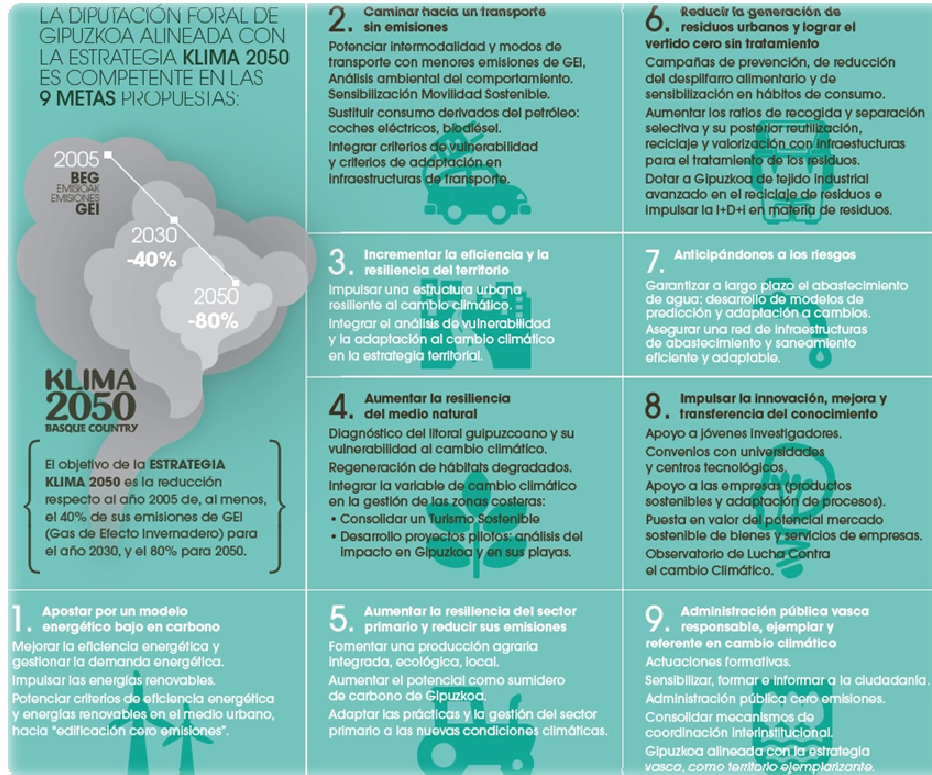 LA DIPUTACIÓN FORAL DE
GIPUZKOA ALINEADA CON
LA ESTRATEGIA KLIMA 2050
ES COMPETENTE EN LAS
9 METAS PROPUESTAS:
2005
BEG
EMISIOAK
EMISIONES
GEI
2030
-40%
2050
-80%
KLIMA
2050
BASQUE COUNTRY
El objetivo de la ESTRATEGIA
KLIMA 2050 es la reducción
respecto al año 2005 de, al menos,
el 40% de sus emisiones de GEI
(Gas de Efecto Invernadero) para
el año 2030, y el 80% para 2050.
1. Apostar por un modelo
energético bajo en carbono
Mejorar la eficiencia energética y
gestionar la demanda energética.
Impulsar las energías renovables.
Potenciar criterios de eficiencia energética
y energías renovables en el medio urbano,
hacia "edificación cero emisiones".
2. Caminar hacia un transporte
sin emisiones
Potenciar intermodalidad y modos de
transporte con menores emisiones de GEI,
Análisis ambiental del comportamiento.
Sensibilización Movilidad Sostenible.
Sustituir consumo derivados del petróleo:
coches eléctricos, biodiésel.
Integrar criterios de vulnerabilidad
y criterios de adaptación en
infraestructuras de transporte.
3. Incrementar la eficiencia y la
resiliencia del territorio
Impulsar una estructura urbana
resiliente al cambio climático.
Integrar el análisis de vulnerabilidad
y la adaptación al cambio climático
en la estrategia territorial.
4. Aumentar la resiliencia
del medio natural
Diagnóstico del litoral guipuzcoano y su
vulnerabilidad al cambio climático.
Regeneración de hábitats degradados.
Integrar la variable de cambio climático
en la gestión de las zonas costeras:
• Consolidar un Turismo Sostenible
• Desarrollo proyectos pilotos: análisis del
Impacto en Gipuzkoa y en sus playas.
5. Aumentar la resiliencia del sector
primario y reducir sus emisiones
Fomentar una producción agraria
integrada, ecológica, local.
Aumentar el potencial como sumidero
de carbono de Gipuzkoa.
Adaptar las prácticas y la gestión del sector
primario a las nuevas condiciones climáticas.
6. Reducir la generación de
residuos urbanos y lograr el
vertido cero sin tratamiento
Campañas de prevención, de reducción
del despilfarro alimentario y de
sensibilización en hábitos de consumo.
Aumentar los ratios de recogida y separación
selectiva y su posterior reutilización,
reciclaje y valorización con infraestucturas
para el tratamiento de los residuos.
Dotar a Gipuzkoa de tejido industrial
avanzado en el reciclaje de residuos e
impulsar la I+D+i en materia de residuos.
7. Anticipándonos a los riesgos
Garantizar a largo plazo el abastecimiento
de agua: desarrollo de modelos de
predicción y adaptación a cambios.
Asegurar una red de infraestructuras
de abastecimiento y saneamiento
eficiente y adaptable.
8. Impulsar la innovación, mejora y
transferencia del conocimiento
Apoyo a jóvenes investigadores.
Convenios con universidades
y centros tecnológicos.
Apoyo a las empresas (productos
sostenibles y adaptación de procesos).
Puesta en valor del potencial mercado
sostenible de bienes y servicios de empresas.
Observatorio de Lucha Contra
el cambio Climático.
9. Administración pública vasca
responsable, ejemplar y
referente en cambio climático
Actuaciones formativas.
Sensibilizar, formar e informar a la ciudadanía.
Administración pública cero emisiones.
Consolidar mecanismos de
coordinación interinstitucional.
Gipuzkoa alineada con la estrategia
vasca, como territorio ejemplarizante.